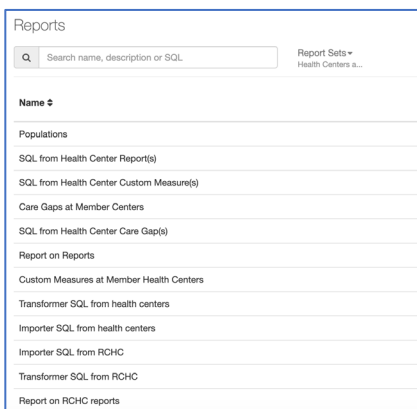 Reports
Search name, description or SQL
Report Sets
Health Centers a...
Name
Populations
SQL from Health Center Report(s)
SQL from Health Center Custom Measure(s)
Care Gaps at Member Centers
SQL from Health Center Care Gap(s)
Report on Reports
Custom Measures at Member Health Centers
Transformer SQL from health centers
Importer SQL from health centers
Importer SQL from RCHC
Transformer SQL from RCHC
Report on RCHC reports